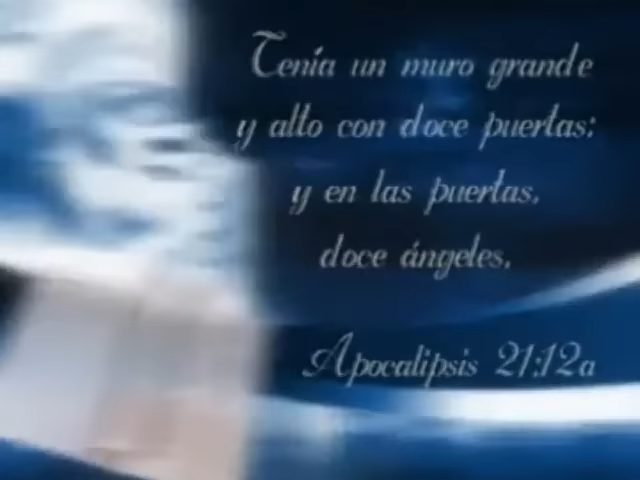 Tenía un muro grande
y alto con doce puertas;
y en las puertas,
doce ángeles,
Apocalipsis 21:12a